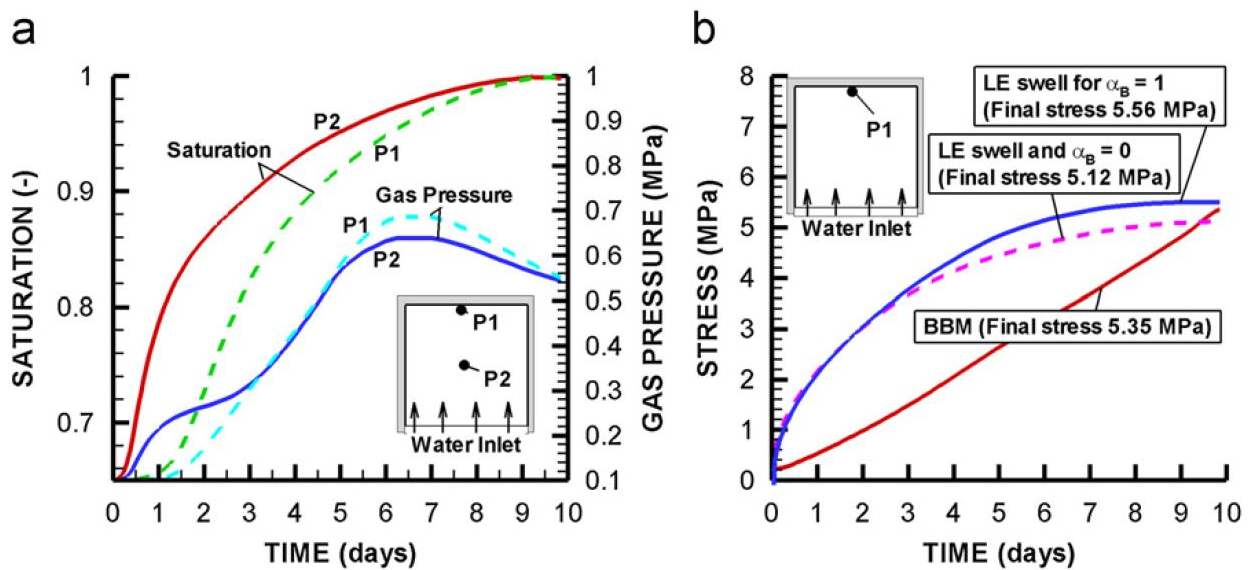 a
SATURATION (-)
1
0.9
0.8
0.7
0 1 2 3 4 5 6 7 8 9 10
TIME (days)
GAS PRESSURE (MPa)
1
0.9
0.8
0.7
0.6
0.5
0.4
0.3
0.2
0.1
P2
Saturation
P1
Gas Pressure
P1
P2
P1
P2
Water Inlet
b
STRESS (MPa)
8
7
6
5
4
3
2
1
0
0 1 2 3 4 5 6 7 8 9 10
TIME (days)
P1
Water Inlet
LE swell for αB = 1
(Final stress 5.56 MPa)
LE swell and αB = 0
(Final stress 5.12 MPa)
BBM (Final stress 5.35 MPa)